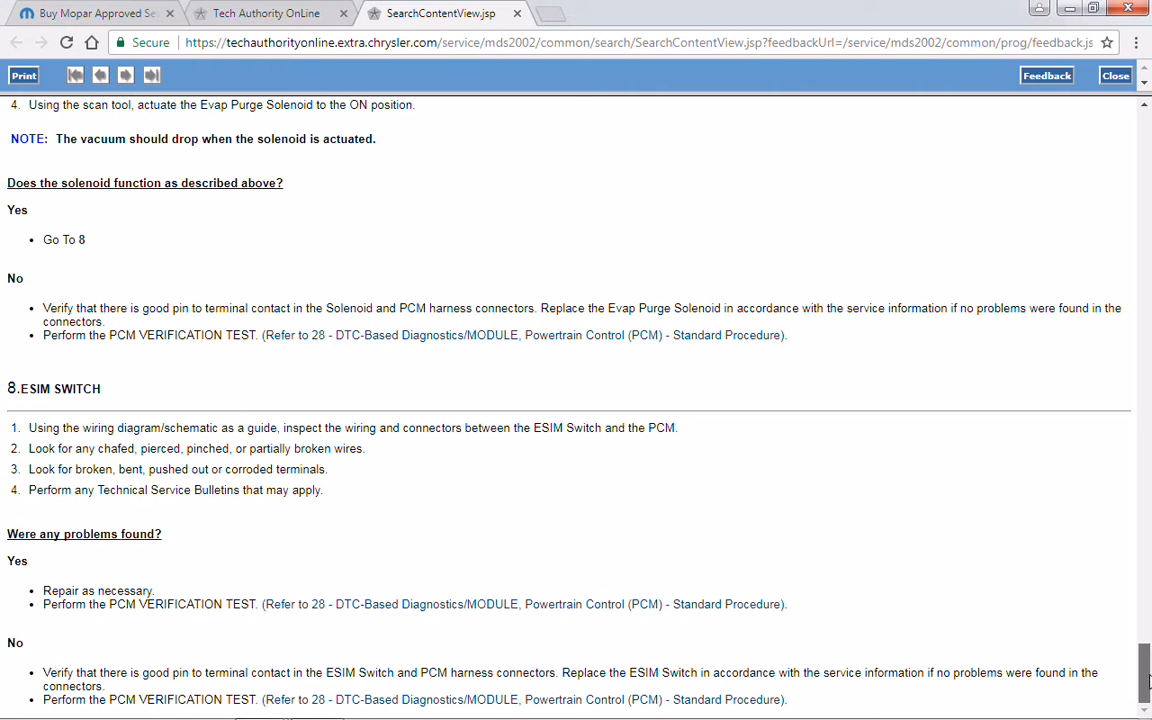 Buy Mopar Approved Se
Tech Authority OnLine
SearchContentView.jsp
Secure
https://techauthorityonline.extra.chrysler.com/service/mds2002/common/search/SearchContentView.jsp?feedbackUrl=/service/mds2002/common/prog/feedback.js
Print
Feedback
Close
4. Using the scan tool, actuate the Evap Purge Solenoid to the ON position.
NOTE: The vacuum should drop when the solenoid is actuated.
Does the solenoid function as described above?
Yes
• Go To 8
No
• Verify that there is good pin to terminal contact in the Solenoid and PCM harness connectors. Replace the Evap Purge Solenoid in accordance with the service information if no problems were found in the
connectors.
• Perform the PCM VERIFICATION TEST. (Refer to 28 - DTC-Based Diagnostics/MODULE, Powertrain Control (PCM) - Standard Procedure).
8.ESIM SWITCH
1. Using the wiring diagram/schematic as a guide, inspect the wiring and connectors between the ESIM Switch and the PCM.
2. Look for any chafed, pierced, pinched, or partially broken wires.
3. Look for broken, bent, pushed out or corroded terminals.
4. Perform any Technical Service Bulletins that may apply.
Were any problems found?
Yes
• Repair as necessary.
• Perform the PCM VERIFICATION TEST. (Refer to 28 - DTC-Based Diagnostics/MODULE, Powertrain Control (PCM) - Standard Procedure).
No
• Verify that there is good pin to terminal contact in the ESIM Switch and PCM harness connectors. Replace the ESIM Switch in accordance with the service information if no problems were found in the
connectors.
• Perform the PCM VERIFICATION TEST. (Refer to 28 - DTC-Based Diagnostics/MODULE, Powertrain Control (PCM) - Standard Procedure).